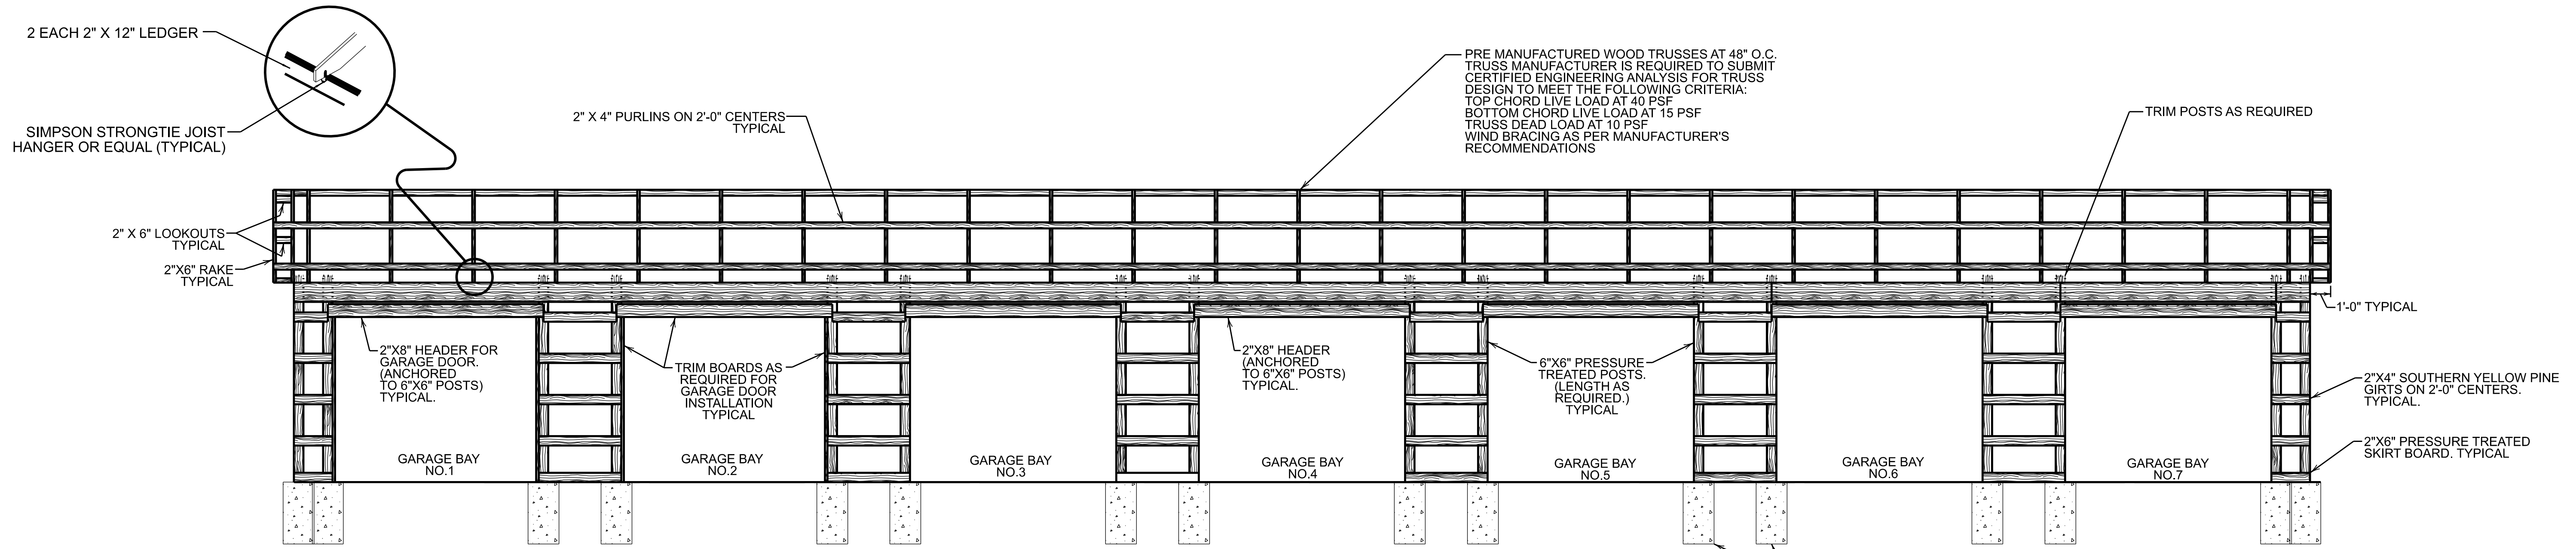 2 EACH 2" X 12" LEDGER
SIMPSON STRONGTIE JOIST
HANGER OR EQUAL (TYPICAL)
2" X 4" PURLINS ON 2'-0" CENTERS
TYPICAL
PRE MANUFACTURED WOOD TRUSSES AT 48" O.C.
TRUSS MANUFACTURER IS REQUIRED TO SUBMIT
CERTIFIED ENGINEERING ANALYSIS FOR TRUSS
DESIGN TO MEET THE FOLLOWING CRITERIA:
TOP CHORD LIVE LOAD AT 40 PSF
BOTTOM CHORD LIVE LOAD AT 15 PSF
TRUSS DEAD LOAD AT 10 PSF
WIND BRACING AS PER MANUFACTURER'S
RECOMMENDATIONS
TRIM POSTS AS REQUIRED
2" X 6" LOOKOUTS
TYPICAL
2"X6" RAKE
TYPICAL
1'-0" TYPICAL
2"X8" HEADER FOR
GARAGE DOOR.
(ANCHORED
TO 6"X6" POSTS)
TYPICAL.
TRIM BOARDS AS
REQUIRED FOR
GARAGE DOOR
INSTALLATION
TYPICAL
2"X8" HEADER
(ANCHORED
TO 6"X6" POSTS)
TYPICAL.
6"X6" PRESSURE
TREATED POSTS.
(LENGTH AS
REQUIRED.)
TYPICAL
2"X4" SOUTHERN YELLOW PINE
GIRTS ON 2'-0" CENTERS.
TYPICAL.
2"X6" PRESSURE TREATED
SKIRT BOARD. TYPICAL
GARAGE BAY
NO.1
GARAGE BAY
NO.2
GARAGE BAY
NO.3
GARAGE BAY
NO.4
GARAGE BAY
NO.5
GARAGE BAY
NO.6
GARAGE BAY
NO.7